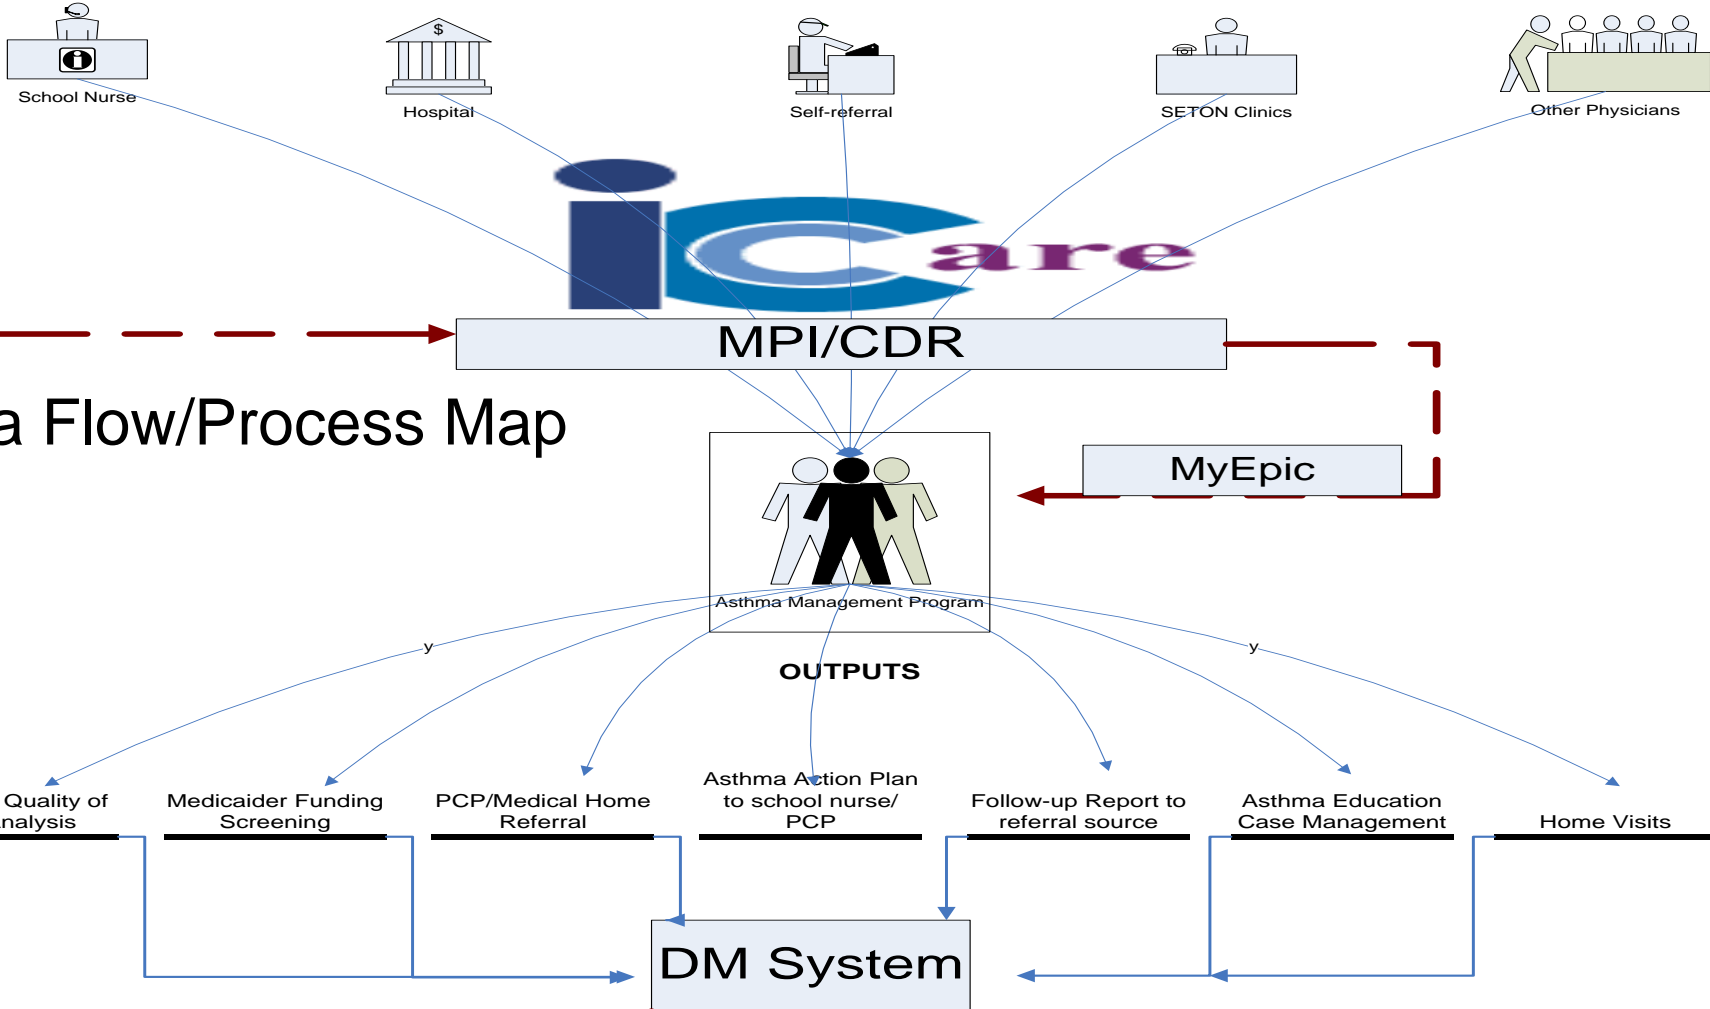 $
School Nurse
Hospital
Self-referral
SETON Clinics
Other Physicians
iCare
MPI/CDR
a Flow/Process Map
MyEpic
Asthma Management Program
y
y
OUTPUTS
Quality of
nalysis
Medicaider Funding
Screening
PCP/Medical Home
Referral
Asthma Action Plan
to school nurse/
PCP
Follow-up Report to
referral source
Asthma Education
Case Management
Home Visits
DM System